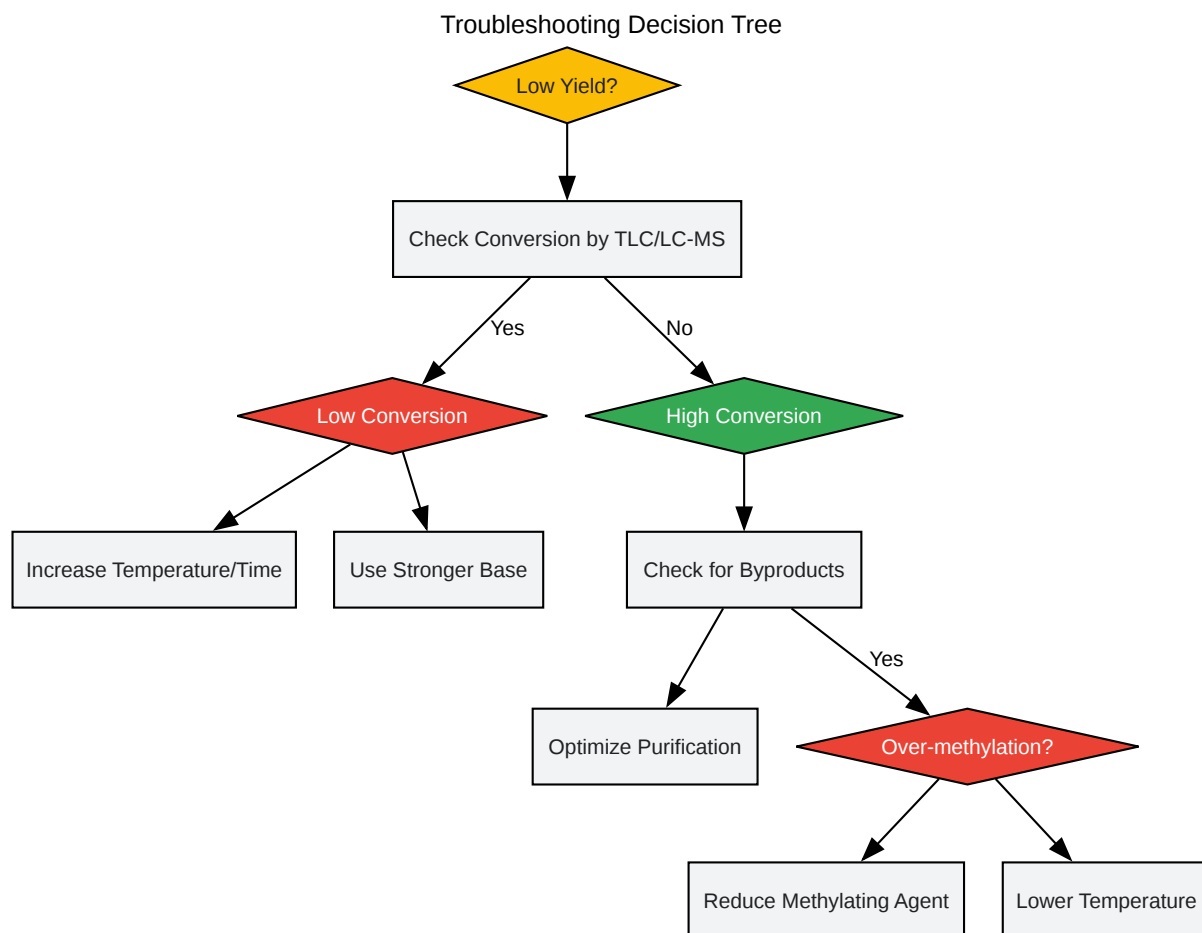 Troubleshooting Decision Tree
Low Yield?
Check Conversion by TLC/LC-MS
Yes
No
Low Conversion
High Conversion
Increase Temperature/Time
Use Stronger Base
Check for Byproducts
Yes
Optimize Purification
Over-methylation?
Reduce Methylating Agent
Lower Temperature